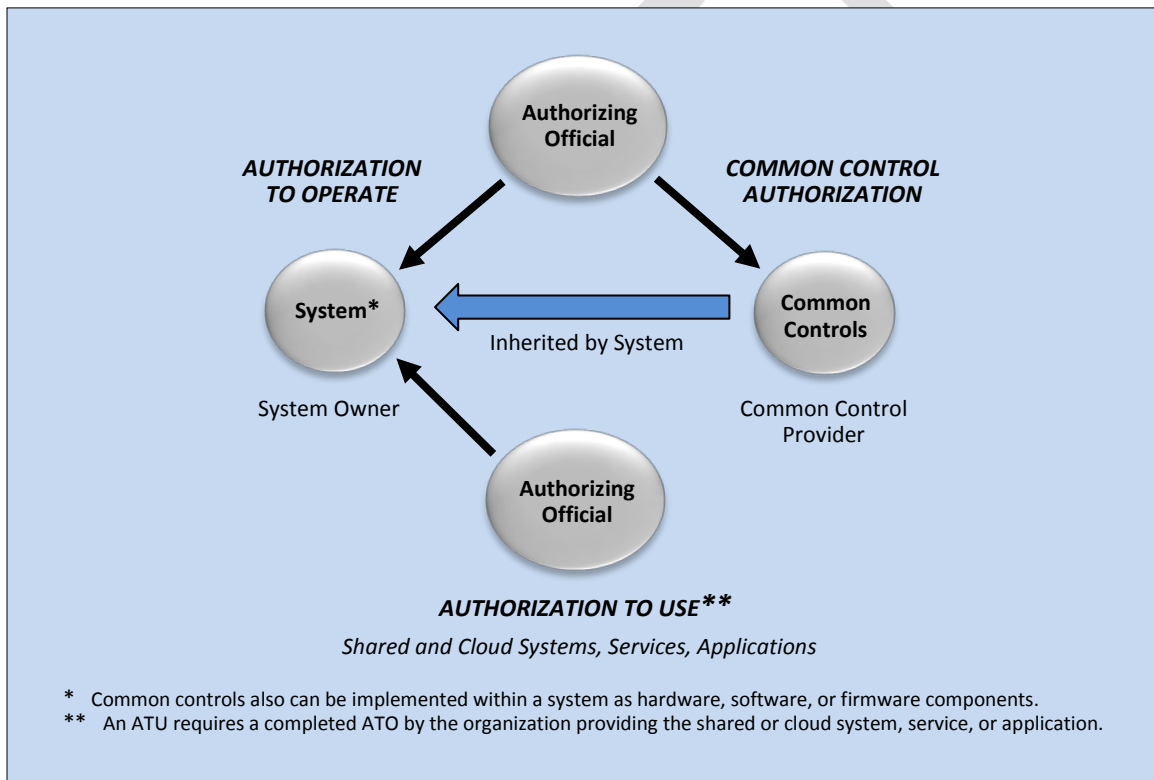 Authorizing
Official
AUTHORIZATION
TO OPERATE
COMMON CONTROL
AUTHORIZATION
System*
Common
Controls
Inherited by System
System Owner
Common Control
Provider
Authorizing
Official
AUTHORIZATION TO USE**
Shared and Cloud Systems, Services, Applications
* Common controls also can be implemented within a system as hardware, software, or firmware components.
** An ATU requires a completed ATO by the organization providing the shared or cloud system, service, or application.